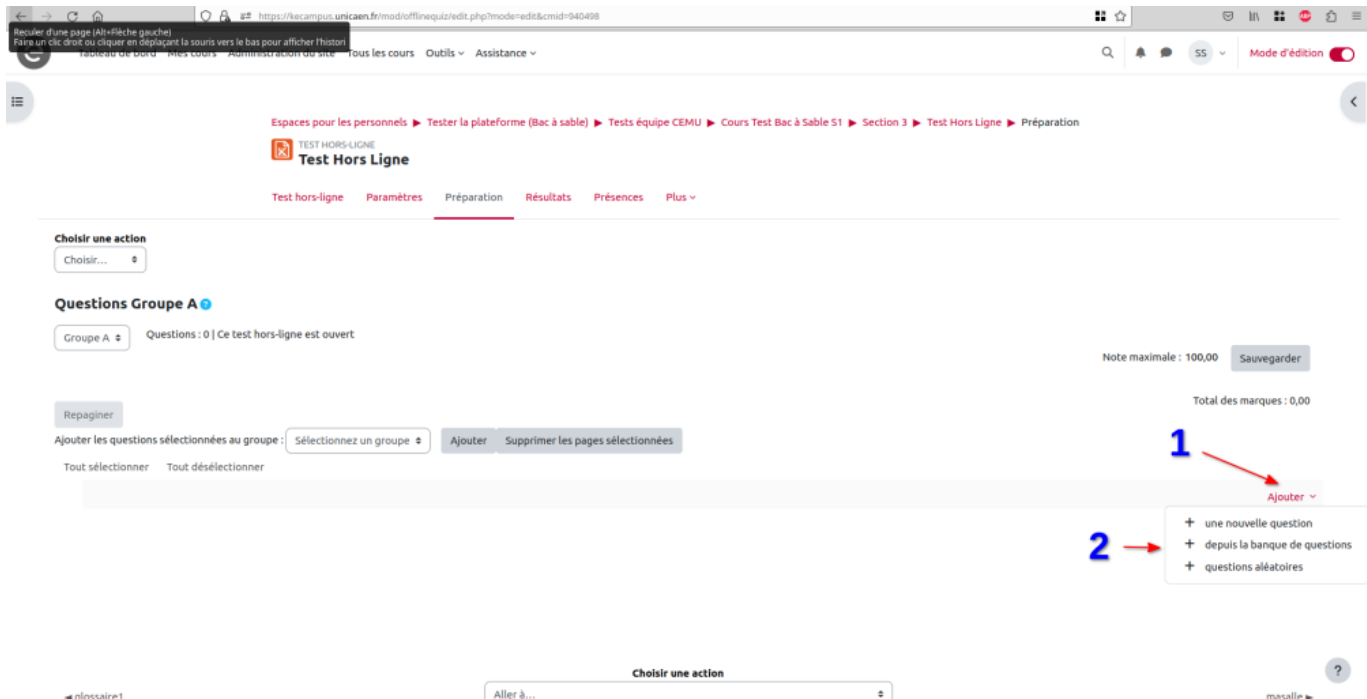 https://kecampus.unicaen.fr/mod/offlinequiz/edit.php?mode=edit&cmid=940498
Reculer d'une page (Alt+Flèche gauche)
Faire un clic droit ou cliquer en déplaçant la souris vers le bas pour afficher l'histori
Tableau de bord Mes cours Administration du site Tous les cours Outils Assistance
SS Mode d'édition
Espaces pour les personnels ▶ Tester la plateforme (Bac à sable) ▶ Tests équipe CEMU ▶ Cours Test Bac à Sable S1 ▶ Section 3 ▶ Test Hors Ligne ▶ Préparation
TEST HORS-LIGNE
Test Hors Ligne
Test hors-ligne Paramètres Préparation Résultats Présences Plus
Choisir une action
Choisir...
Questions Groupe A ?
Groupe A Questions : 0 | Ce test hors-ligne est ouvert
Note maximale : 100,00 Sauvegarder
Total des marques : 0,00
Repaginer
Ajouter les questions sélectionnées au groupe : Sélectionnez un groupe Ajouter Supprimer les pages sélectionnées
1
Tout sélectionner Tout désélectionner
Ajouter
+ une nouvelle question
2 + depuis la banque de questions
+ questions aléatoires
Choisir une action
?
◄ glossaire1 Aller à... masalle ►